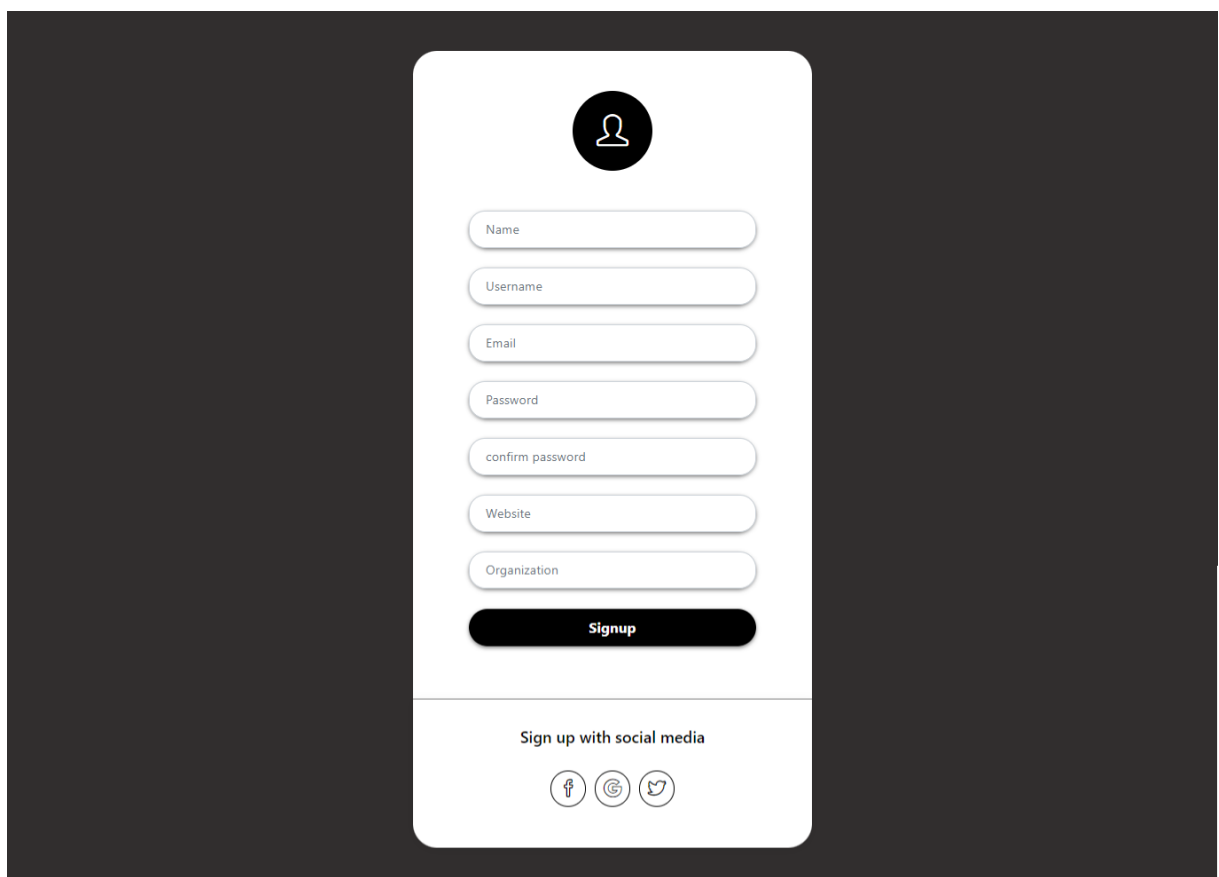 Name
Username
Email
Password
confirm password
Website
Organization
Signup
Sign up with social media